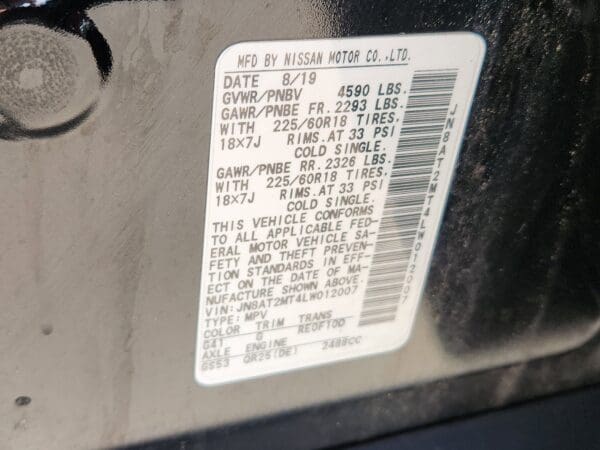 MFD BY NISSAN MOTOR CO.,LTD.
DATE 8/19
GVWR/PNBV 4590 LBS.
GAWR/PNBE FR. 2293 LBS.
WITH 225/60R18 TIRES.
18×7J RIMS.AT 33 PSI
COLD SINGLE.
GAWR/PNBE RR. 2326 LBS.
WITH 225/60R18 TIRES.
18×7J RIMS.AT 33 PSI
COLD SINGLE.
THIS VEHICLE CONFORMS
TO ALL APPLICABLE FED-
ERAL MOTOR VEHICLE SA-
FETY AND THEFT PREVEN-
TION STANDARDS IN EFF-
ECT ON THE DATE OF MA-
NUFACTURE SHOWN ABOVE.
VIN: JN8AT2MT4LW012007
TYPE: MPV
COLOR TRIM TRANS
G41 G RE0F10D
AXLE ENGINE
GS53 QR25(DE) 2488CC
JN8AT2MT4LW012007